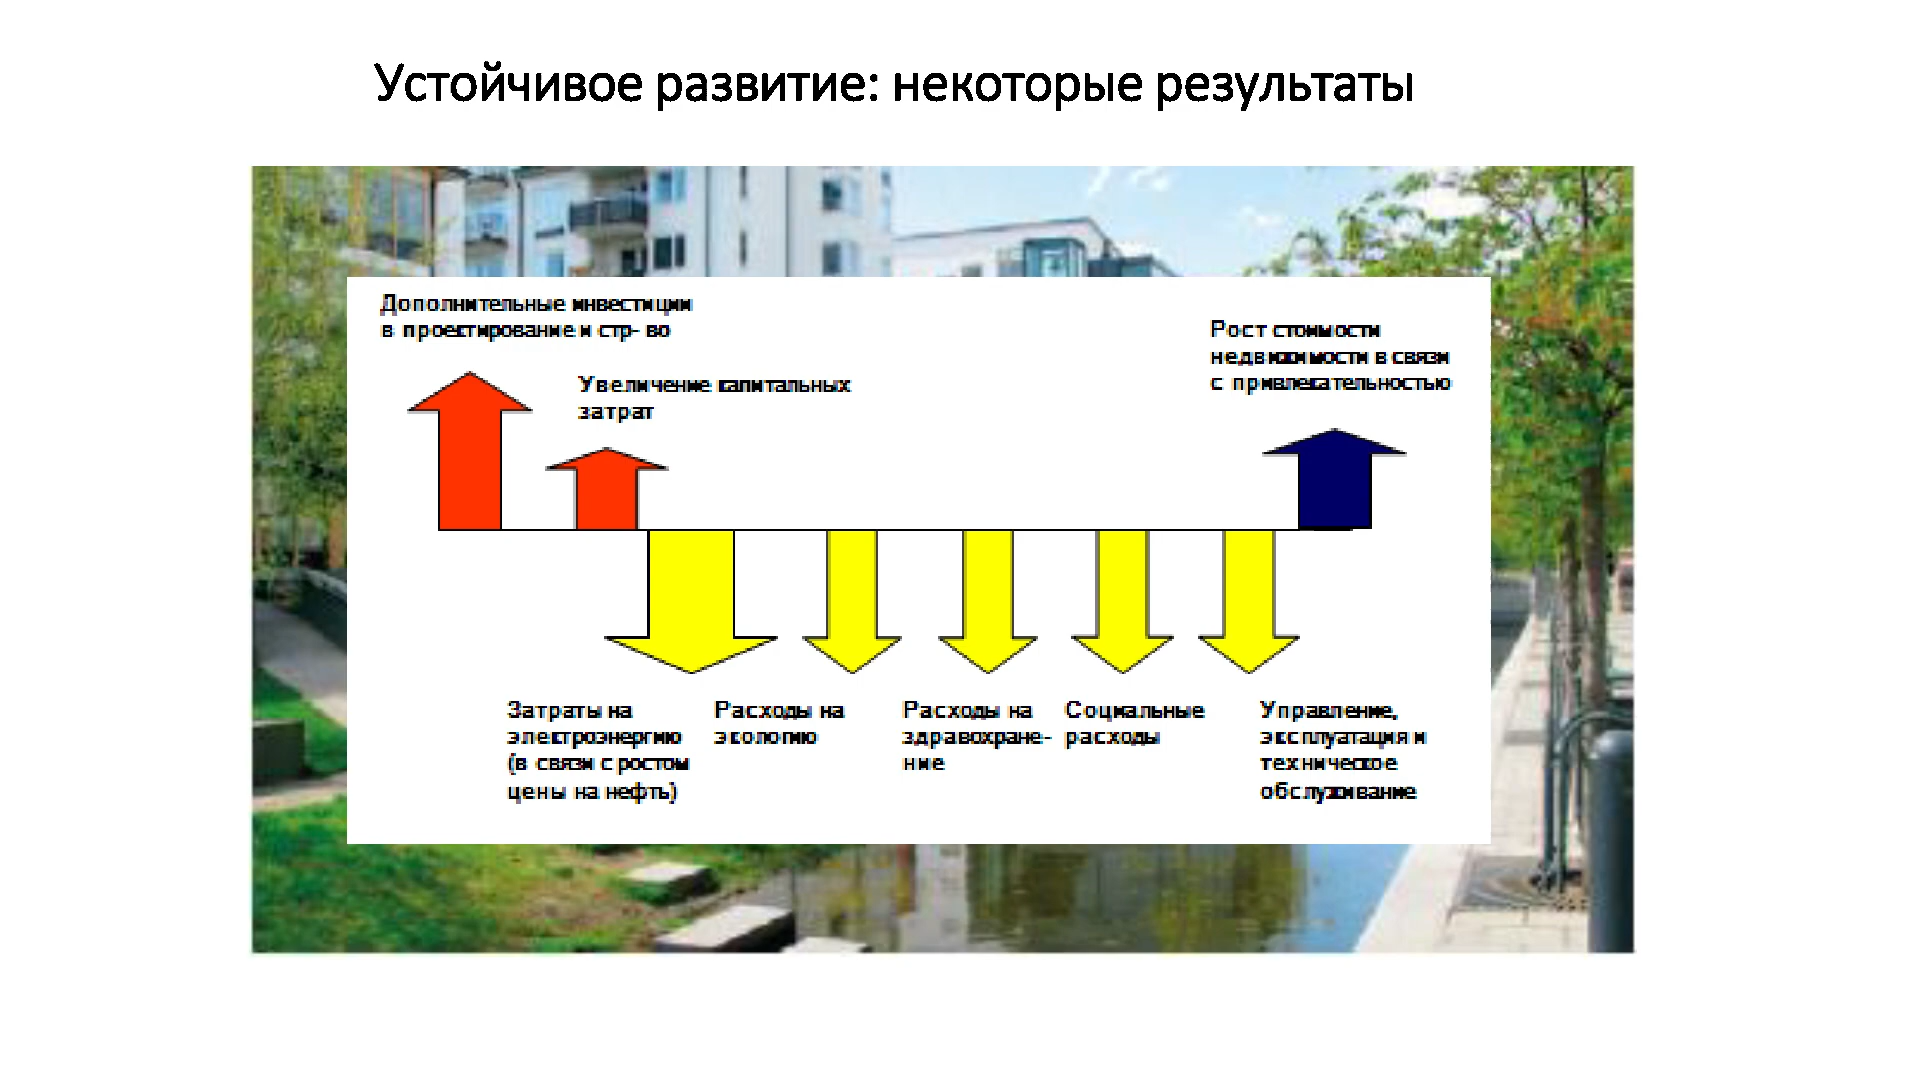 Устойчивое развитие: некоторые результаты
Дополнительные инвестиции
в проектирование и стр- во
Увеличение капитальных
затрат
Рост стоимости
недвижимости в связи
с привлекательностью
Затраты на
электроэнергию
(в связи с ростом
цены на нефть)
Расходы на
экологию
Расходы на
здравохране-
ние
Социальные
расходы
Управление,
эксплуатация и
техническое
обслуживание